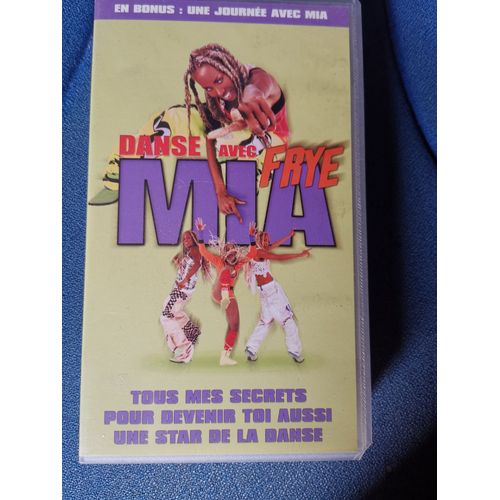 EN BONUS : UNE JOURNÉE AVEC MIA
DANSE AVEC FRYE
MIA
TOUS MES SECRETS
POUR DEVENIR TOI AUSSI
UNE STAR DE LA DANSE